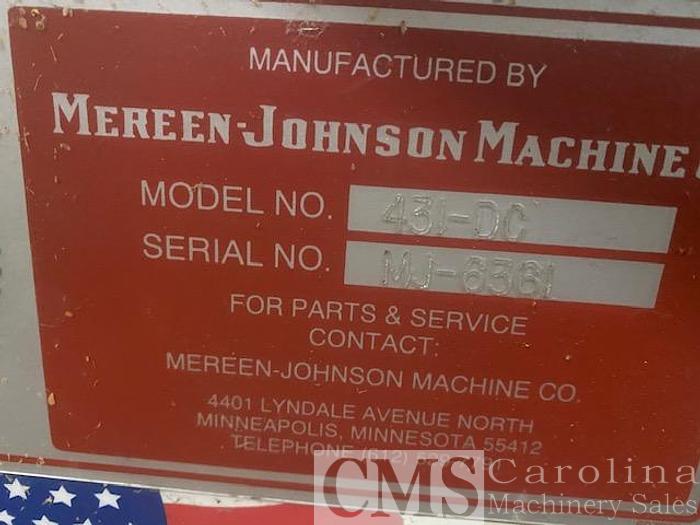 MANUFACTURED BY
MEREEN-JOHNSON MACHINE
MODEL NO. 431-DC
SERIAL NO. MJ-6361
FOR PARTS & SERVICE
CONTACT:
MEREEN-JOHNSON MACHINE CO.
4401 LYNDALE AVENUE NORTH
MINNEAPOLIS, MINNESOTA 55412
TELEPHONE (612)
CMS Carolina
Machinery Sales